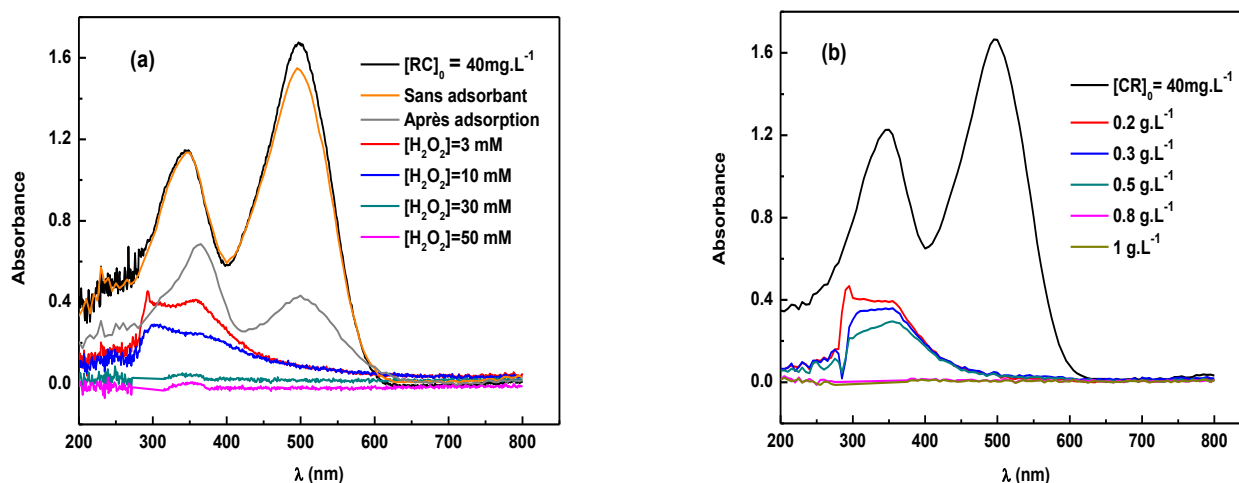 (a)
[RC]₀ = 40mg.L⁻¹
Sans adsorbant
Après adsorption
[H₂O₂]=3 mM
[H₂O₂]=10 mM
[H₂O₂]=30 mM
[H₂O₂]=50 mM
Absorbance
1.6
1.2
0.8
0.4
0.0
200 300 400 500 600 700 800
λ (nm)
(b)
[CR]₀= 40mg.L⁻¹
0.2 g.L⁻¹
0.3 g.L⁻¹
0.5 g.L⁻¹
0.8 g.L⁻¹
1 g.L⁻¹
Absorbance
1.6
1.2
0.8
0.4
0.0
200 300 400 500 600 700 800
λ (nm)